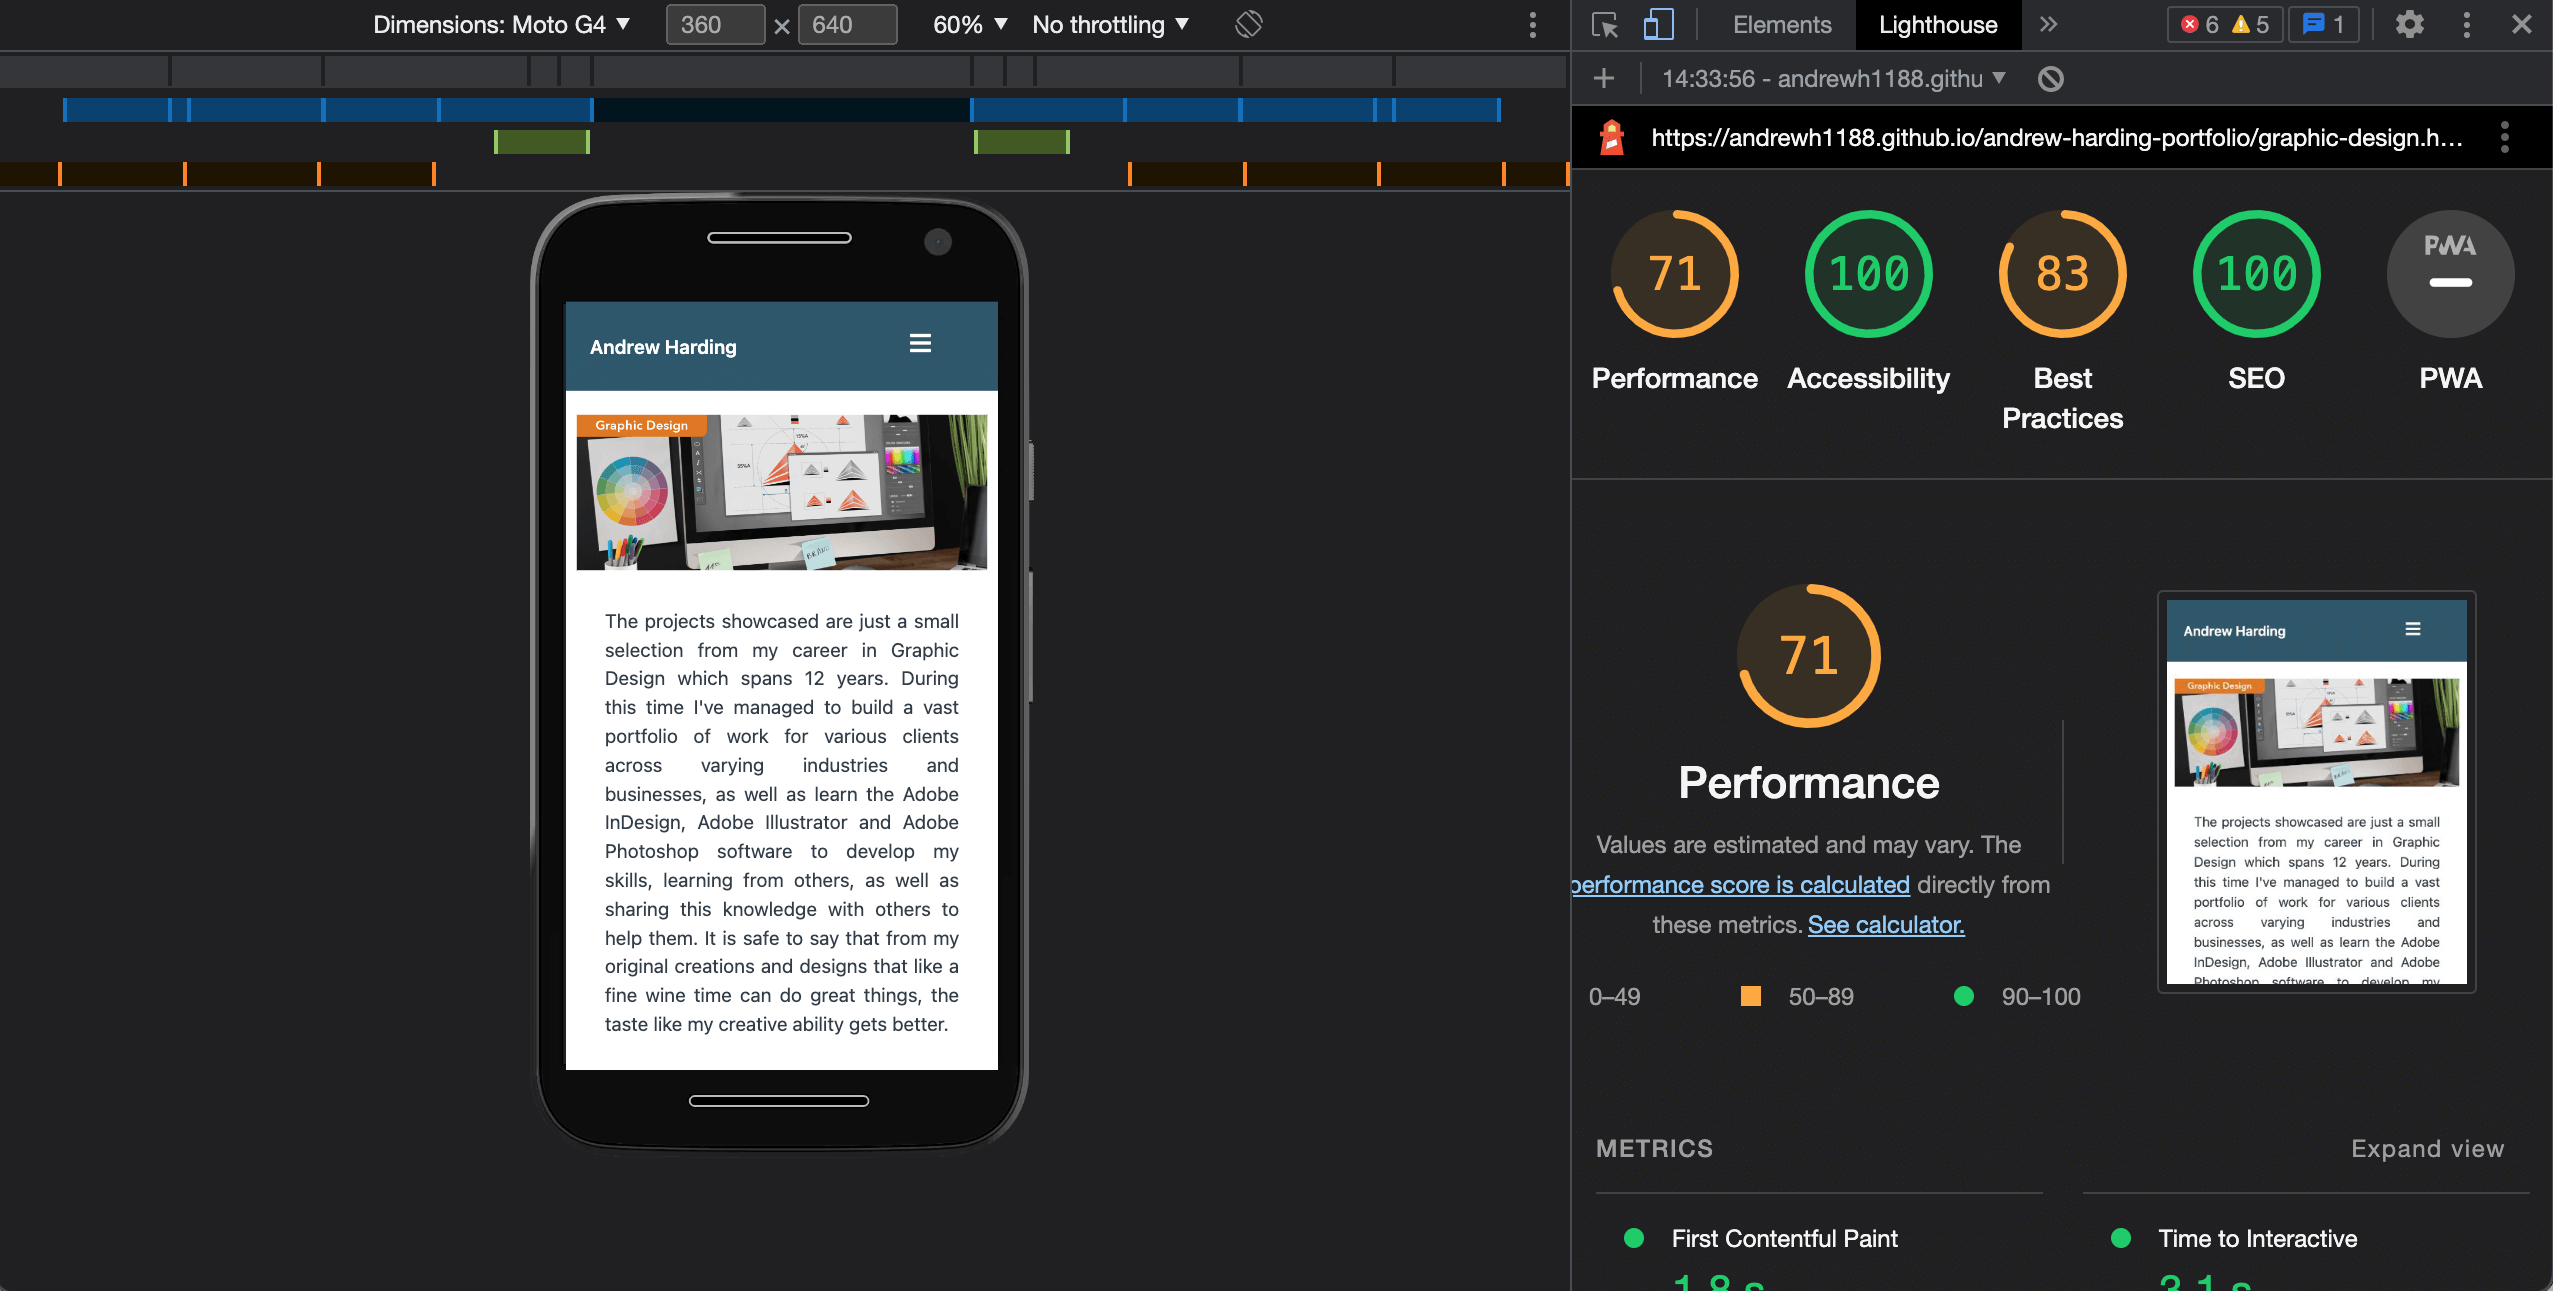 Dimensions: Moto G4 ▼ 360 × 640 60% ▼ No throttling ▼
Elements Lighthouse » 6 5 1
14:33:56 - andrewh1188.githu ▼
https://andrewh1188.github.io/andrew-harding-portfolio/graphic-design.h...
71 100 83 100 PWA
Performance Accessibility Best Practices SEO PWA
Andrew Harding
Graphic Design
BRAND
The projects showcased are just a small
selection from my career in Graphic
Design which spans 12 years. During
this time I've managed to build a vast
portfolio of work for various clients
across varying industries and
businesses, as well as learn the Adobe
InDesign, Adobe Illustrator and Adobe
Photoshop software to develop my
skills, learning from others, as well as
sharing this knowledge with others to
help them. It is safe to say that from my
original creations and designs that like a
fine wine time can do great things, the
taste like my creative ability gets better.
71
Performance
Values are estimated and may vary. The
performance score is calculated directly from
these metrics. See calculator.
0–49 50–89 90–100
Andrew Harding
Graphic Design
The projects showcased are just a small
selection from my career in Graphic
Design which spans 12 years. During
this time I've managed to build a vast
portfolio of work for various clients
across varying industries and
businesses, as well as learn the Adobe
InDesign, Adobe Illustrator and Adobe
Photoshop software to develop my
METRICS
Expand view
First Contentful Paint
1.8 s
Time to Interactive
3.1 s